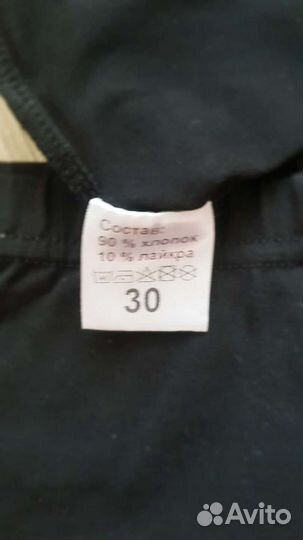 Состав:
90 % хлопок
10 % лайкра
30
Avito